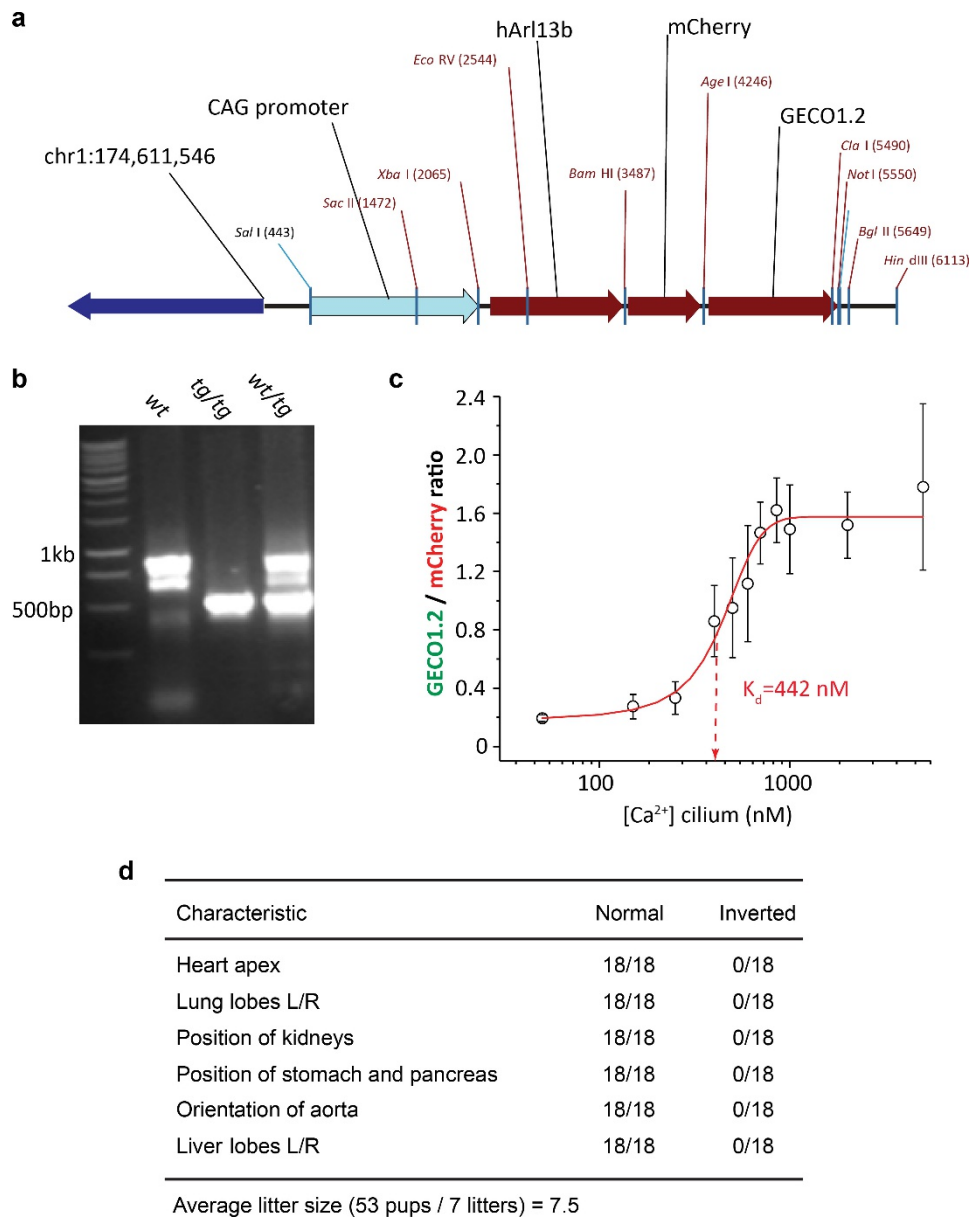 a
hArl13b
mCherry
Eco RV (2544)
Age I (4246)
CAG promoter
GECO1.2
chr1:174,611,546
Cla I (5490)
Xba I (2065)
Bam HI (3487)
Not I (5550)
Sac II (1472)
Sal I (443)
Bgl II (5649)
Hin dIII (6113)
b
wt
tg/tg
wt/tg
1kb
500bp
c
GECO1.2 / mCherry ratio
2.4
2.0
1.6
1.2
0.8
0.4
0
Kd=442 nM
100
1000
[Ca²⁺] cilium (nM)
d
Characteristic Normal Inverted
Heart apex 18/18 0/18
Lung lobes L/R 18/18 0/18
Position of kidneys 18/18 0/18
Position of stomach and pancreas 18/18 0/18
Orientation of aorta 18/18 0/18
Liver lobes L/R 18/18 0/18
Average litter size (53 pups / 7 litters) = 7.5